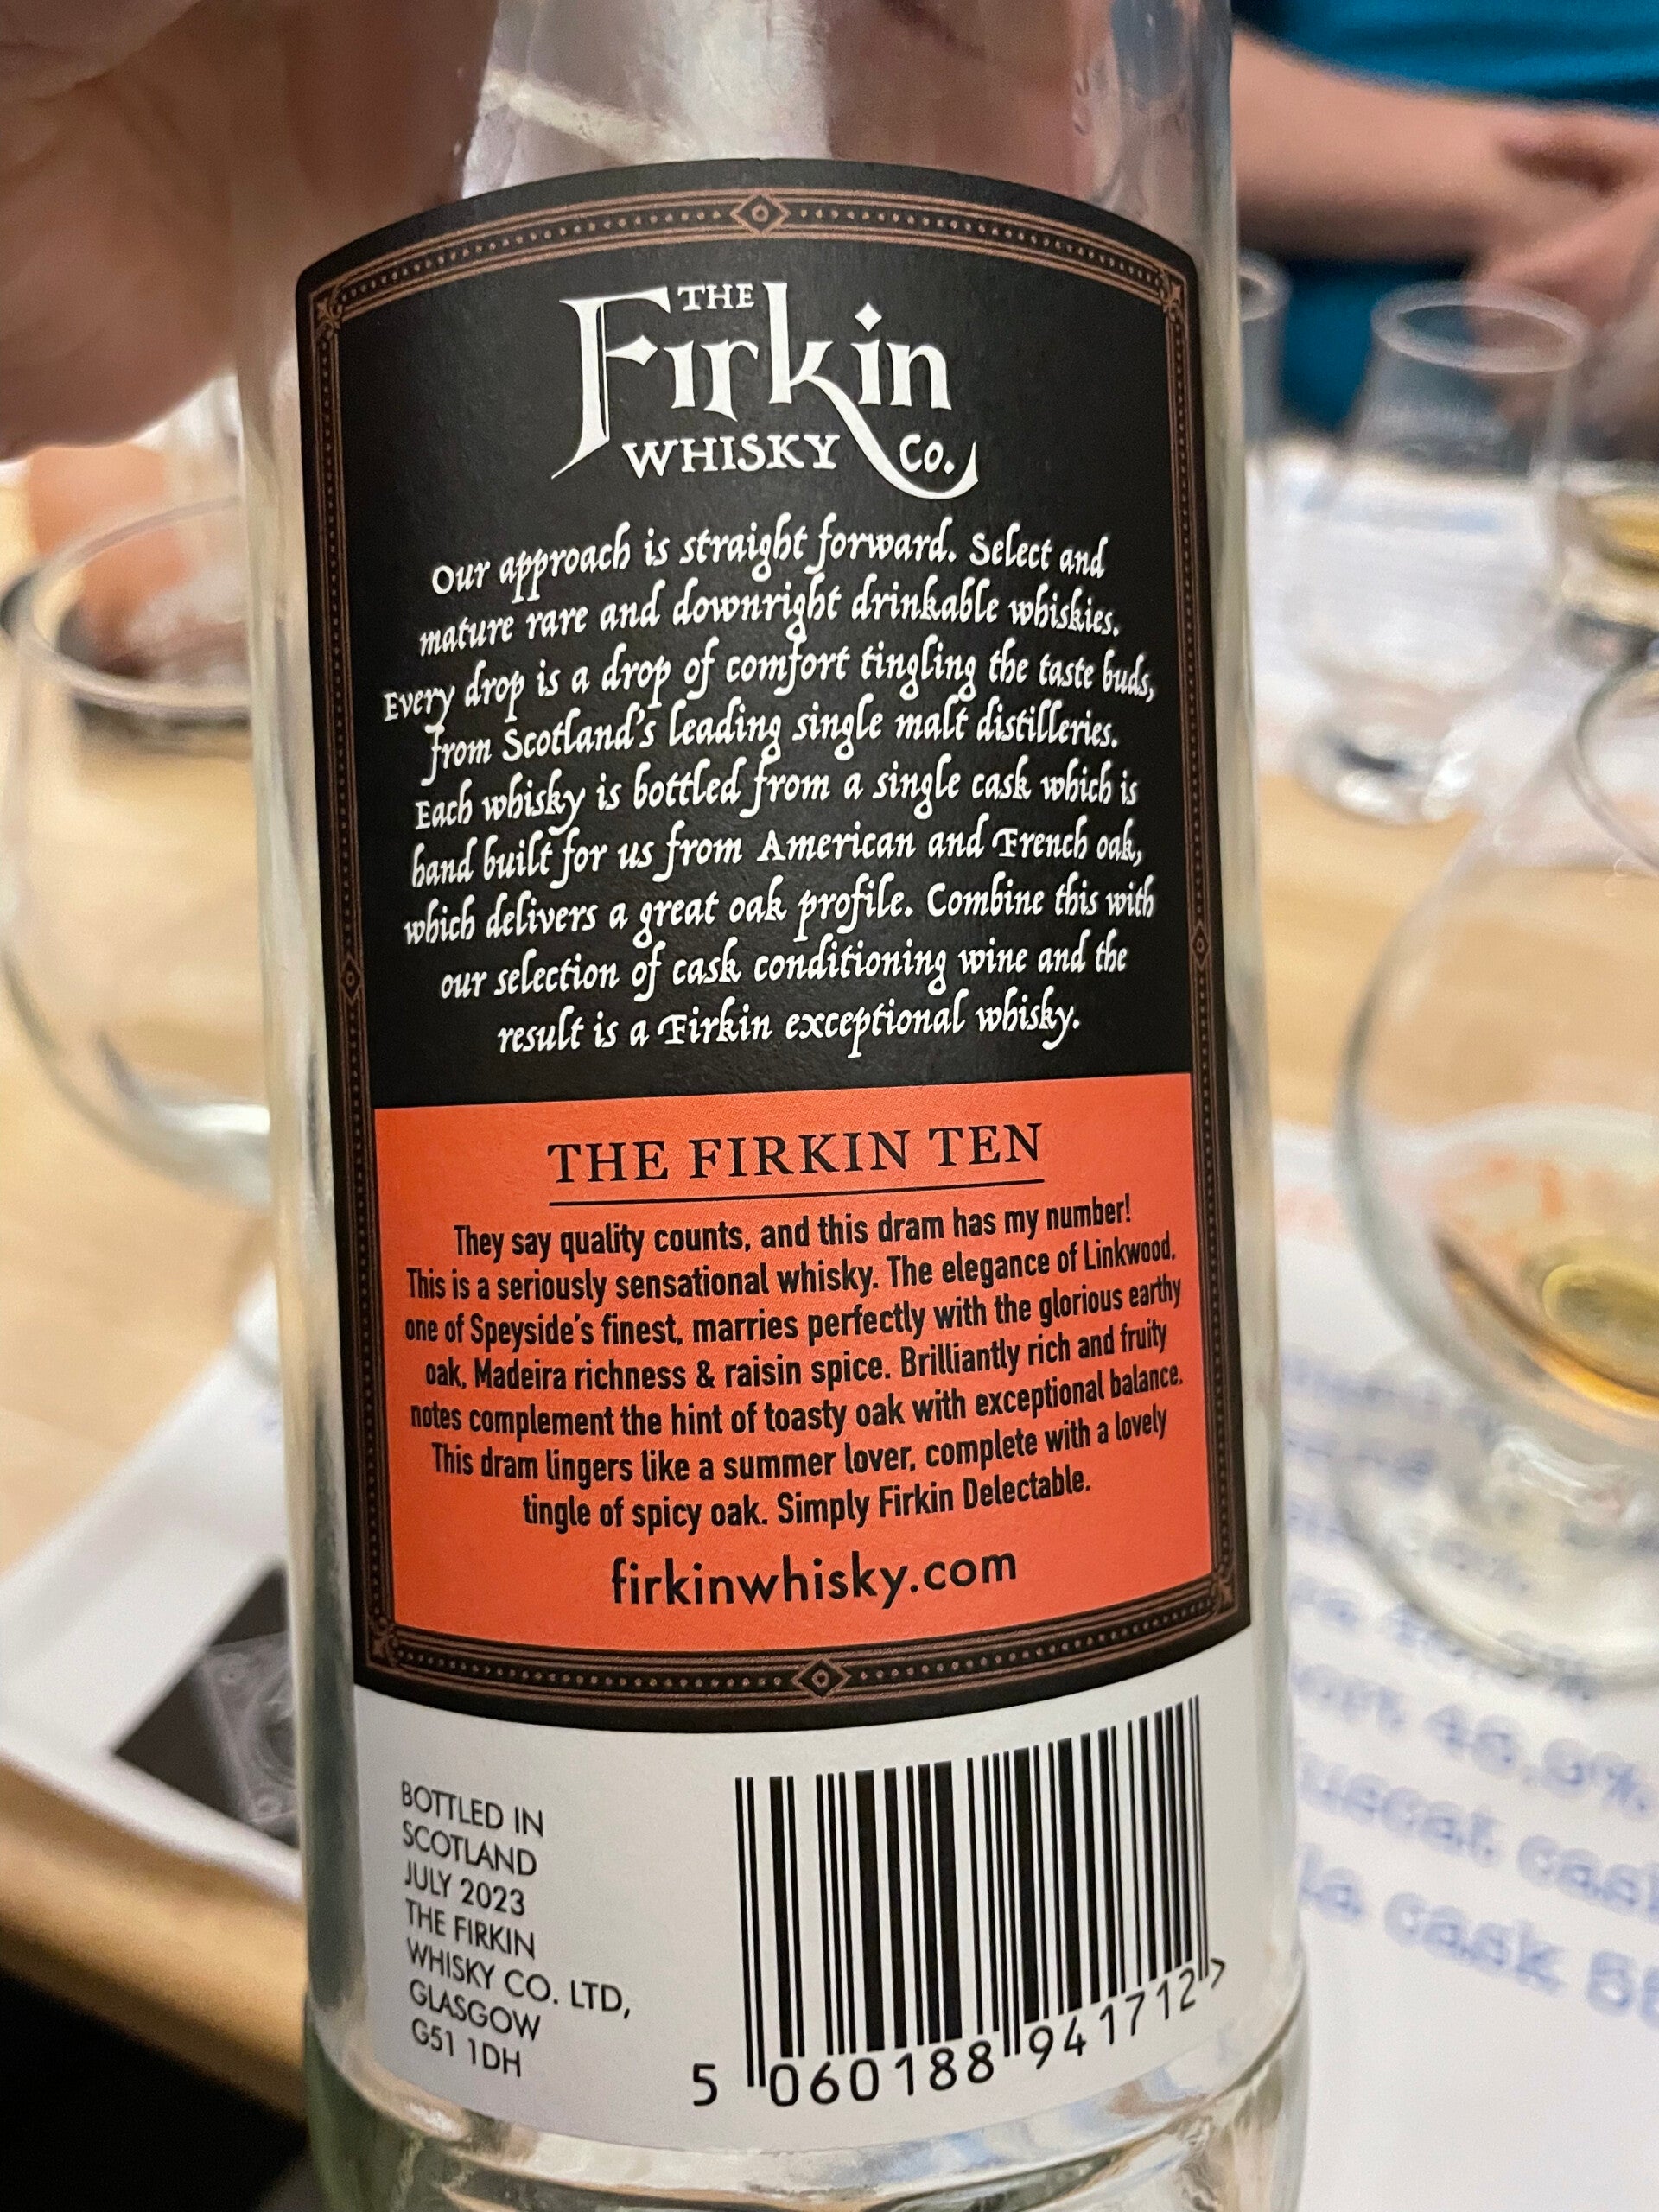 THE
Firkin
WHISKY CO.
Our approach is straight forward. Select and
mature rare and downright drinkable whiskies.
Every drop is a drop of comfort tingling the taste buds,
from Scotland's leading single malt distilleries.
Each whisky is bottled from a single cask which is
hand built for us from American and French oak,
which delivers a great oak profile. Combine this with
our selection of cask conditioning wine and the
result is a Firkin exceptional whisky.
THE FIRKIN TEN
They say quality counts, and this dram has my number!
This is a seriously sensational whisky. The elegance of Linkwood,
one of Speyside's finest, marries perfectly with the glorious earthy
oak, Madeira richness & raisin spice. Brilliantly rich and fruity
notes complement the hint of toasty oak with exceptional balance.
This dram lingers like a summer lover, complete with a lovely
tingle of spicy oak. Simply Firkin Delectable.
firkinwhisky.com
BOTTLED IN
SCOTLAND
JULY 2023
THE FIRKIN
WHISKY CO. LTD,
GLASGOW
G51 1DH
5 060188 941712 >
cask